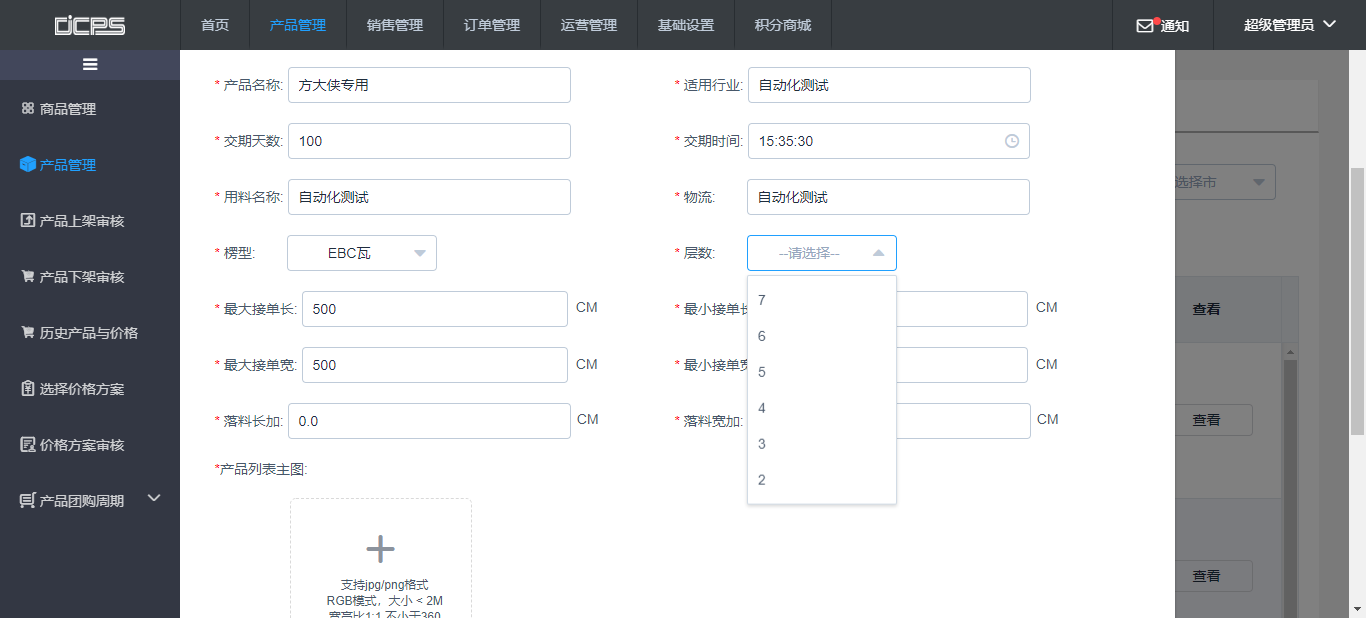 DJCPS 首页 产品管理 销售管理 订单管理 运营管理 基础设置 积分商城 通知 超级管理员
商品管理
产品管理
产品上架审核
产品下架审核
历史产品与价格
选择价格方案
价格方案审核
产品团购周期
* 产品名称: 方大侠专用 * 适用行业: 自动化测试
* 交期天数: 100 * 交期时间: 15:35:30
* 用料名称: 自动化测试 * 物流: 自动化测试
* 楞型: EBC瓦 * 层数: --请选择--
7
6
5
4
3
2
* 最大接单长: 500 CM * 最小接单长 CM
* 最大接单宽: 500 CM * 最小接单宽 CM
* 落料长加: 0.0 CM * 落料宽加: CM
*产品列表主图:
支持jpg/png格式
RGB模式，大小 < 2M
宽高比1:1,不小于360
选择市
查看
查看
查看